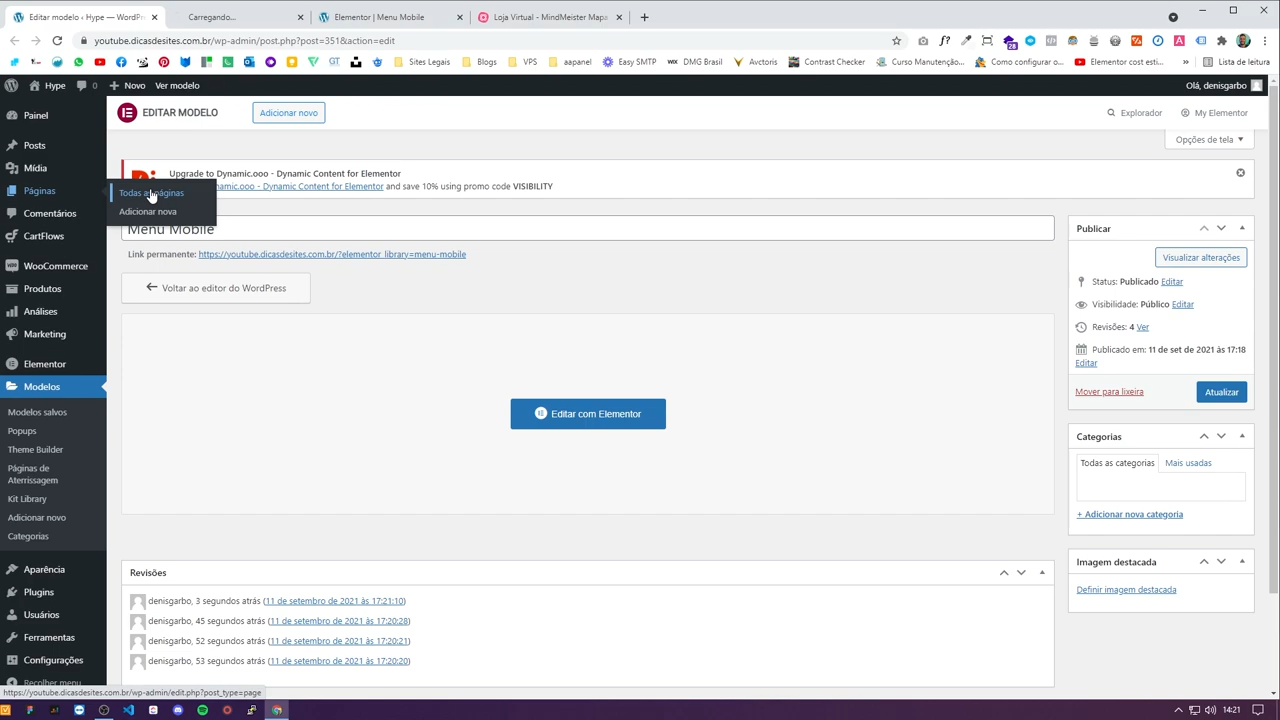 Editar modelo ‹ Hype — WordPr
Carregando...
Elementor | Menu Mobile
Loja Virtual - MindMeister Mapa
youtube.dicasdesites.com.br/wp-admin/post.php?post=351&action=edit
Sites Legais
Blogs
VPS
aapanel
Easy SMTP
WIX
DMG Brasil
Avctoris
Contrast Checker
Curso Manutenção...
Como configurar o...
Elementor cost esti...
Lista de leitura
Hype
0
Novo
Ver modelo
Olá, denisgarbo
Painel
Posts
Mídia
Páginas
Todas as páginas
Adicionar nova
Comentários
CartFlows
WooCommerce
Produtos
Análises
Marketing
Elementor
Modelos
Modelos salvos
Popups
Theme Builder
Páginas de
Aterrissagem
Kit Library
Adicionar novo
Categorias
Aparência
Plugins
Usuários
Ferramentas
Configurações
Recolher menu
EDITAR MODELO
Adicionar novo
Explorador
My Elementor
Opções de tela
Upgrade to Dynamic.ooo - Dynamic Content for Elementor
namic.ooo - Dynamic Content for Elementor and save 10% using promo code VISIBILITY
Menu Mobile
Link permanente: https://youtube.dicasdesites.com.br/?elementor_library=menu-mobile
Voltar ao editor do WordPress
Editar com Elementor
Revisões
denisgarbo, 3 segundos atrás (11 de setembro de 2021 às 17:21:10)
denisgarbo, 45 segundos atrás (11 de setembro de 2021 às 17:20:28)
denisgarbo, 52 segundos atrás (11 de setembro de 2021 às 17:20:21)
denisgarbo, 53 segundos atrás (11 de setembro de 2021 às 17:20:20)
Publicar
Visualizar alterações
Status: Publicado Editar
Visibilidade: Público Editar
Revisões: 4 Ver
Publicado em: 11 de set de 2021 às 17:18
Editar
Mover para lixeira
Atualizar
Categorias
Todas as categorias
Mais usadas
+ Adicionar nova categoria
Imagem destacada
Definir imagem destacada
https://youtube.dicasdesites.com.br/wp-admin/edit.php?post_type=page
14:21